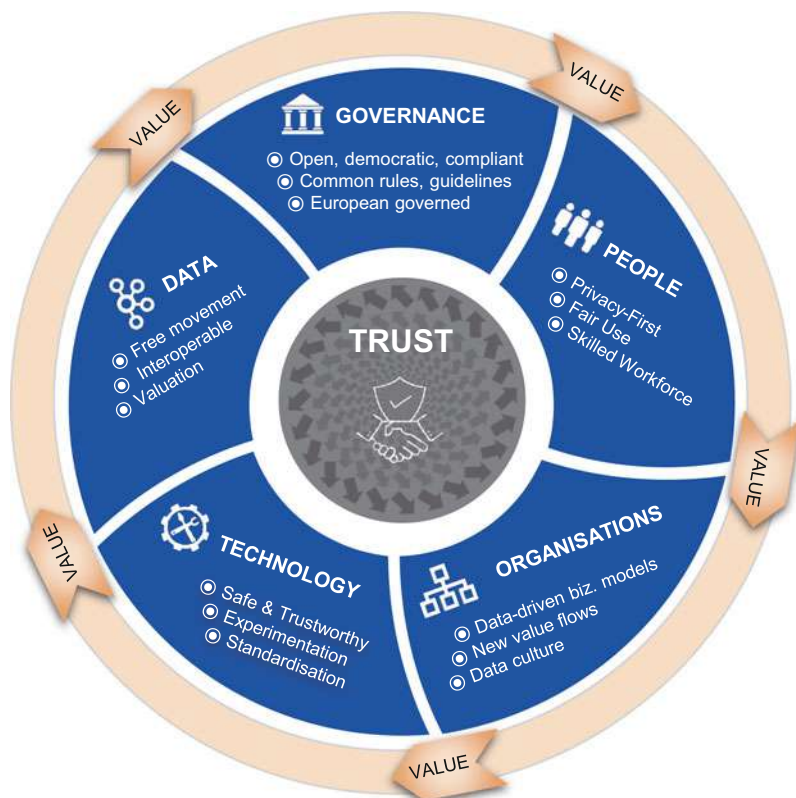 VALUE
VALUE
GOVERNANCE
Open, democratic, compliant
Common rules, guidelines
European governed
PEOPLE
Privacy-First
Fair Use
Skilled Workforce
DATA
Free movement
Interoperable
Valuation
TRUST
VALUE
ORGANISATIONS
Data-driven biz. models
New value flows
Data culture
TECHNOLOGY
Safe & Trustworthy
Experimentation
Standardisation
VALUE
VALUE